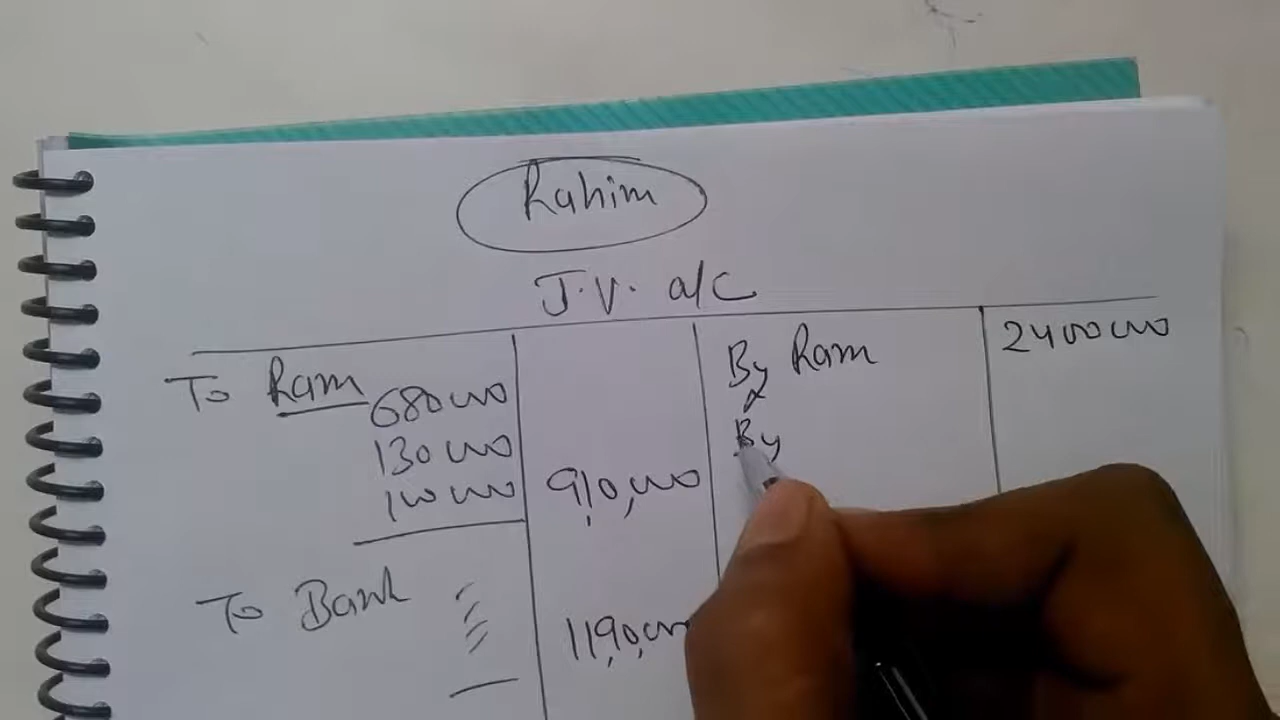 Rahim
J.V. a/c
To Ram 680000
130000
100000 910,000
To Bank 1190,000
By Ram 2400000
By